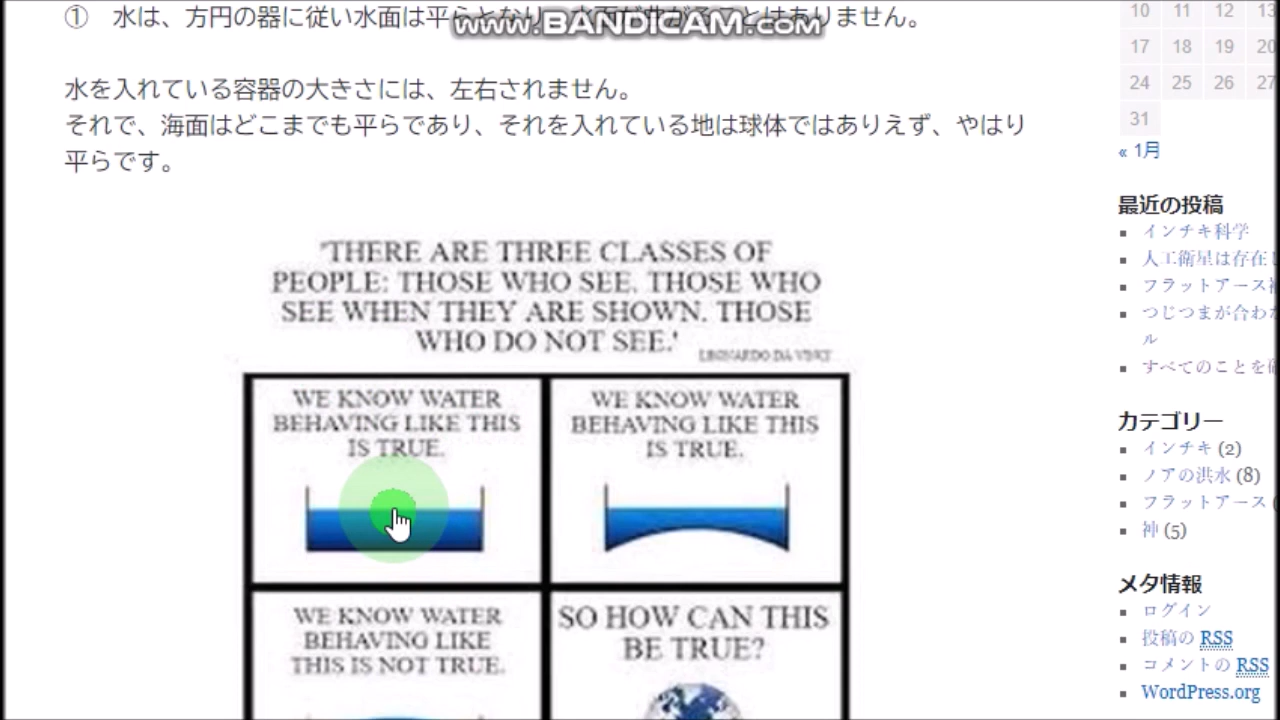 ① 水は、方円の器に従い水面は平らとなり、水面が曲がることはありません。
www.BANDICAM.com
水を入れている容器の大きさには、左右されません。
それで、海面はどこまでも平らであり、それを入れている地は球体ではありえず、やはり
平らです。
'THERE ARE THREE CLASSES OF
PEOPLE: THOSE WHO SEE. THOSE WHO
SEE WHEN THEY ARE SHOWN. THOSE
WHO DO NOT SEE.'
LEONARDO DA VINCI
WE KNOW WATER
BEHAVING LIKE THIS
IS TRUE.
WE KNOW WATER
BEHAVING LIKE THIS
IS TRUE.
WE KNOW WATER
BEHAVING LIKE
THIS IS NOT TRUE.
SO HOW CAN THIS
BE TRUE?
10 11 12 13
17 18 19 20
24 25 26 27
31
« 1月
最近の投稿
インチキ科学
人工衛星は存在し
フラットアース
つじつまが合わ
ル
すべてのことを
カテゴリー
インチキ (2)
ノアの洪水 (8)
フラットアース (
神 (5)
メタ情報
ログイン
投稿の RSS
コメントの RSS
WordPress.org